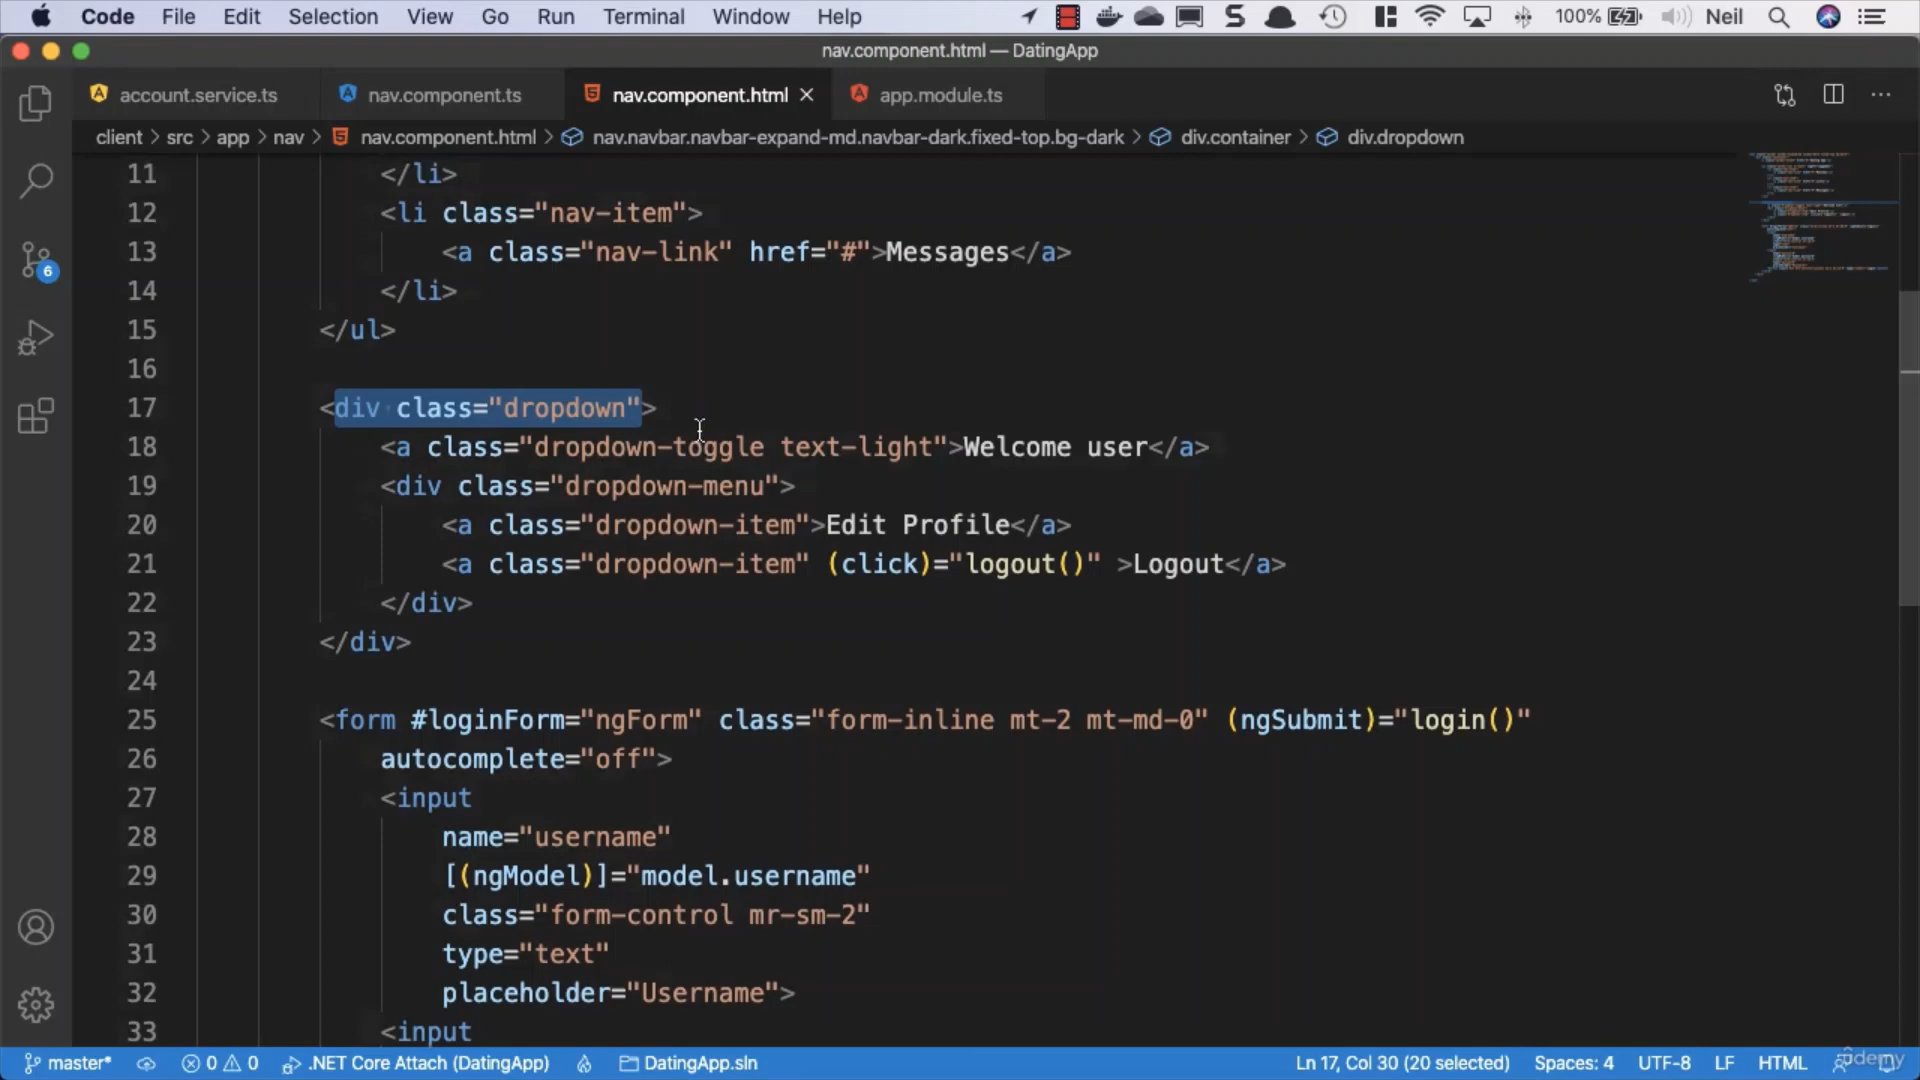 Code File Edit Selection View Go Run Terminal Window Help 100% Neil
nav.component.html — DatingApp
account.service.ts nav.component.ts nav.component.html app.module.ts
client > src > app > nav > nav.component.html > nav.navbar.navbar-expand-md.navbar-dark.fixed-top.bg-dark > div.container > div.dropdown
11 </li>
12 <li class="nav-item">
13 <a class="nav-link" href="#">Messages</a>
14 </li>
15 </ul>
16
17 <div class="dropdown">
18 <a class="dropdown-toggle text-light">Welcome user</a>
19 <div class="dropdown-menu">
20 <a class="dropdown-item">Edit Profile</a>
21 <a class="dropdown-item" (click)="logout()" >Logout</a>
22 </div>
23 </div>
24
25 <form #loginForm="ngForm" class="form-inline mt-2 mt-md-0" (ngSubmit)="login()"
26 autocomplete="off">
27 <input
28 name="username"
29 [(ngModel)]="model.username"
30 class="form-control mr-sm-2"
31 type="text"
32 placeholder="Username">
33 <input
6
master* 0 0 .NET Core Attach (DatingApp) DatingApp.sln Ln 17, Col 30 (20 selected) Spaces: 4 UTF-8 LF HTML
udemy